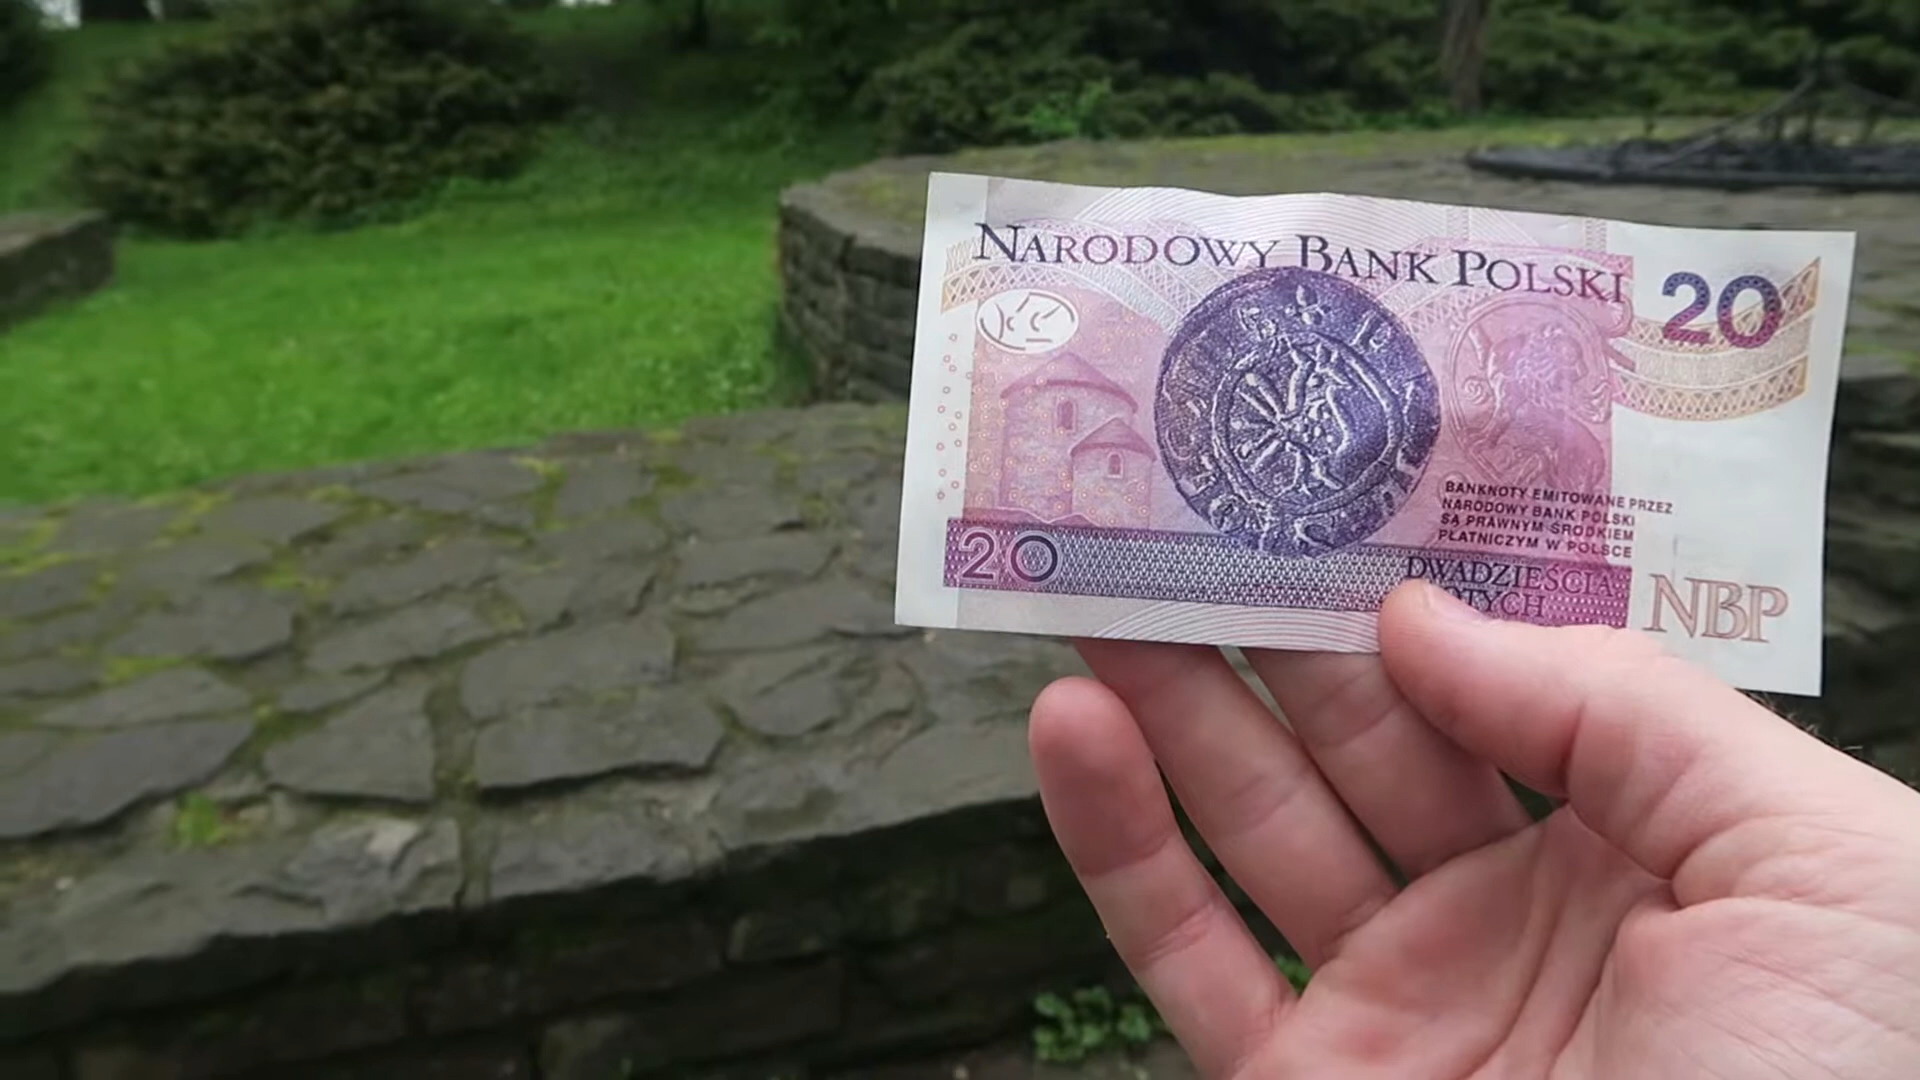 NARODOWY BANK POLSKI
20
BANKNOTY EMITOWANE PRZEZ
NARODOWY BANK POLSKI
SĄ PRAWNYM ŚRODKIEM
PŁATNICZYM W POLSCE
20
DWADZIEŚCIA
NBP